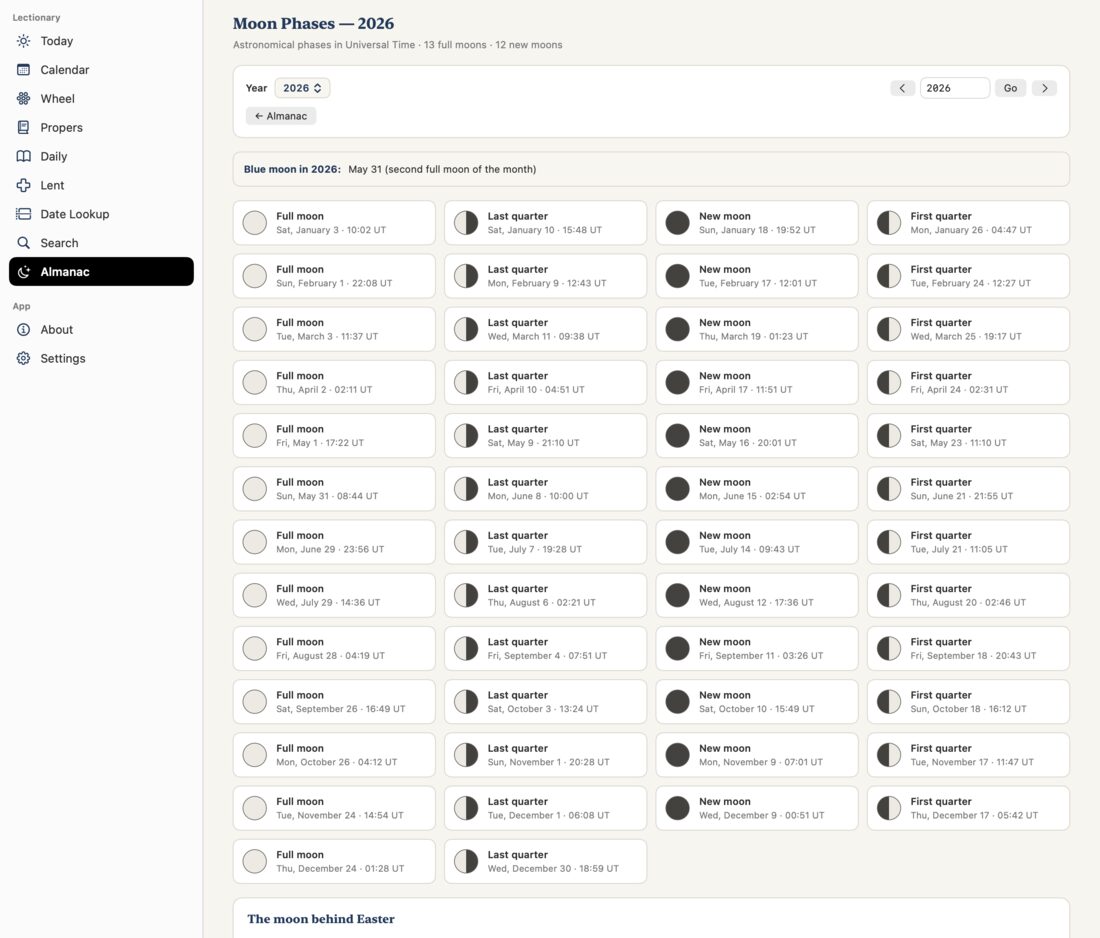 Lectionary
Today
Calendar
Wheel
Propers
Daily
Lent
Date Lookup
Search
Almanac
App
About
Settings
Moon Phases — 2026
Astronomical phases in Universal Time · 13 full moons · 12 new moons
Year 2026
2026 Go
← Almanac
Blue moon in 2026: May 31 (second full moon of the month)
Full moon
Sat, January 3 · 10:02 UT
Last quarter
Sat, January 10 · 15:48 UT
New moon
Sun, January 18 · 19:52 UT
First quarter
Mon, January 26 · 04:47 UT
Full moon
Sun, February 1 · 22:08 UT
Last quarter
Mon, February 9 · 12:43 UT
New moon
Tue, February 17 · 12:01 UT
First quarter
Tue, February 24 · 12:27 UT
Full moon
Tue, March 3 · 11:37 UT
Last quarter
Wed, March 11 · 09:38 UT
New moon
Thu, March 19 · 01:23 UT
First quarter
Wed, March 25 · 19:17 UT
Full moon
Thu, April 2 · 02:11 UT
Last quarter
Fri, April 10 · 04:51 UT
New moon
Fri, April 17 · 11:51 UT
First quarter
Fri, April 24 · 02:31 UT
Full moon
Fri, May 1 · 17:22 UT
Last quarter
Sat, May 9 · 21:10 UT
New moon
Sat, May 16 · 20:01 UT
First quarter
Sat, May 23 · 11:10 UT
Full moon
Sun, May 31 · 08:44 UT
Last quarter
Mon, June 8 · 10:00 UT
New moon
Mon, June 15 · 02:54 UT
First quarter
Sun, June 21 · 21:55 UT
Full moon
Mon, June 29 · 23:56 UT
Last quarter
Tue, July 7 · 19:28 UT
New moon
Tue, July 14 · 09:43 UT
First quarter
Tue, July 21 · 11:05 UT
Full moon
Wed, July 29 · 14:36 UT
Last quarter
Thu, August 6 · 02:21 UT
New moon
Wed, August 12 · 17:36 UT
First quarter
Thu, August 20 · 02:46 UT
Full moon
Fri, August 28 · 04:19 UT
Last quarter
Fri, September 4 · 07:51 UT
New moon
Fri, September 11 · 03:26 UT
First quarter
Fri, September 18 · 20:43 UT
Full moon
Sat, September 26 · 16:49 UT
Last quarter
Sat, October 3 · 13:24 UT
New moon
Sat, October 10 · 15:49 UT
First quarter
Sun, October 18 · 16:12 UT
Full moon
Mon, October 26 · 04:12 UT
Last quarter
Sun, November 1 · 20:28 UT
New moon
Mon, November 9 · 07:01 UT
First quarter
Tue, November 17 · 11:47 UT
Full moon
Tue, November 24 · 14:54 UT
Last quarter
Tue, December 1 · 06:08 UT
New moon
Wed, December 9 · 00:51 UT
First quarter
Thu, December 17 · 05:42 UT
Full moon
Thu, December 24 · 01:28 UT
Last quarter
Wed, December 30 · 18:59 UT
The moon behind Easter